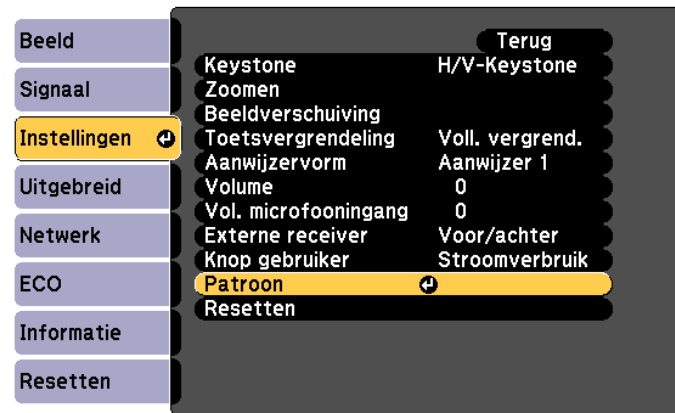 Beeld
Signaal
Instellingen
Uitgebreid
Netwerk
ECO
Informatie
Resetten
Terug
Keystone H/V-Keystone
Zoomen
Beeldverschuiving
Toetsvergrendeling Voll. vergrend.
Aanwijzervorm Aanwijzer 1
Volume 0
Vol. microfooningang 0
Externe receiver Voor/achter
Knop gebruiker Stroomverbruik
Patroon
Resetten